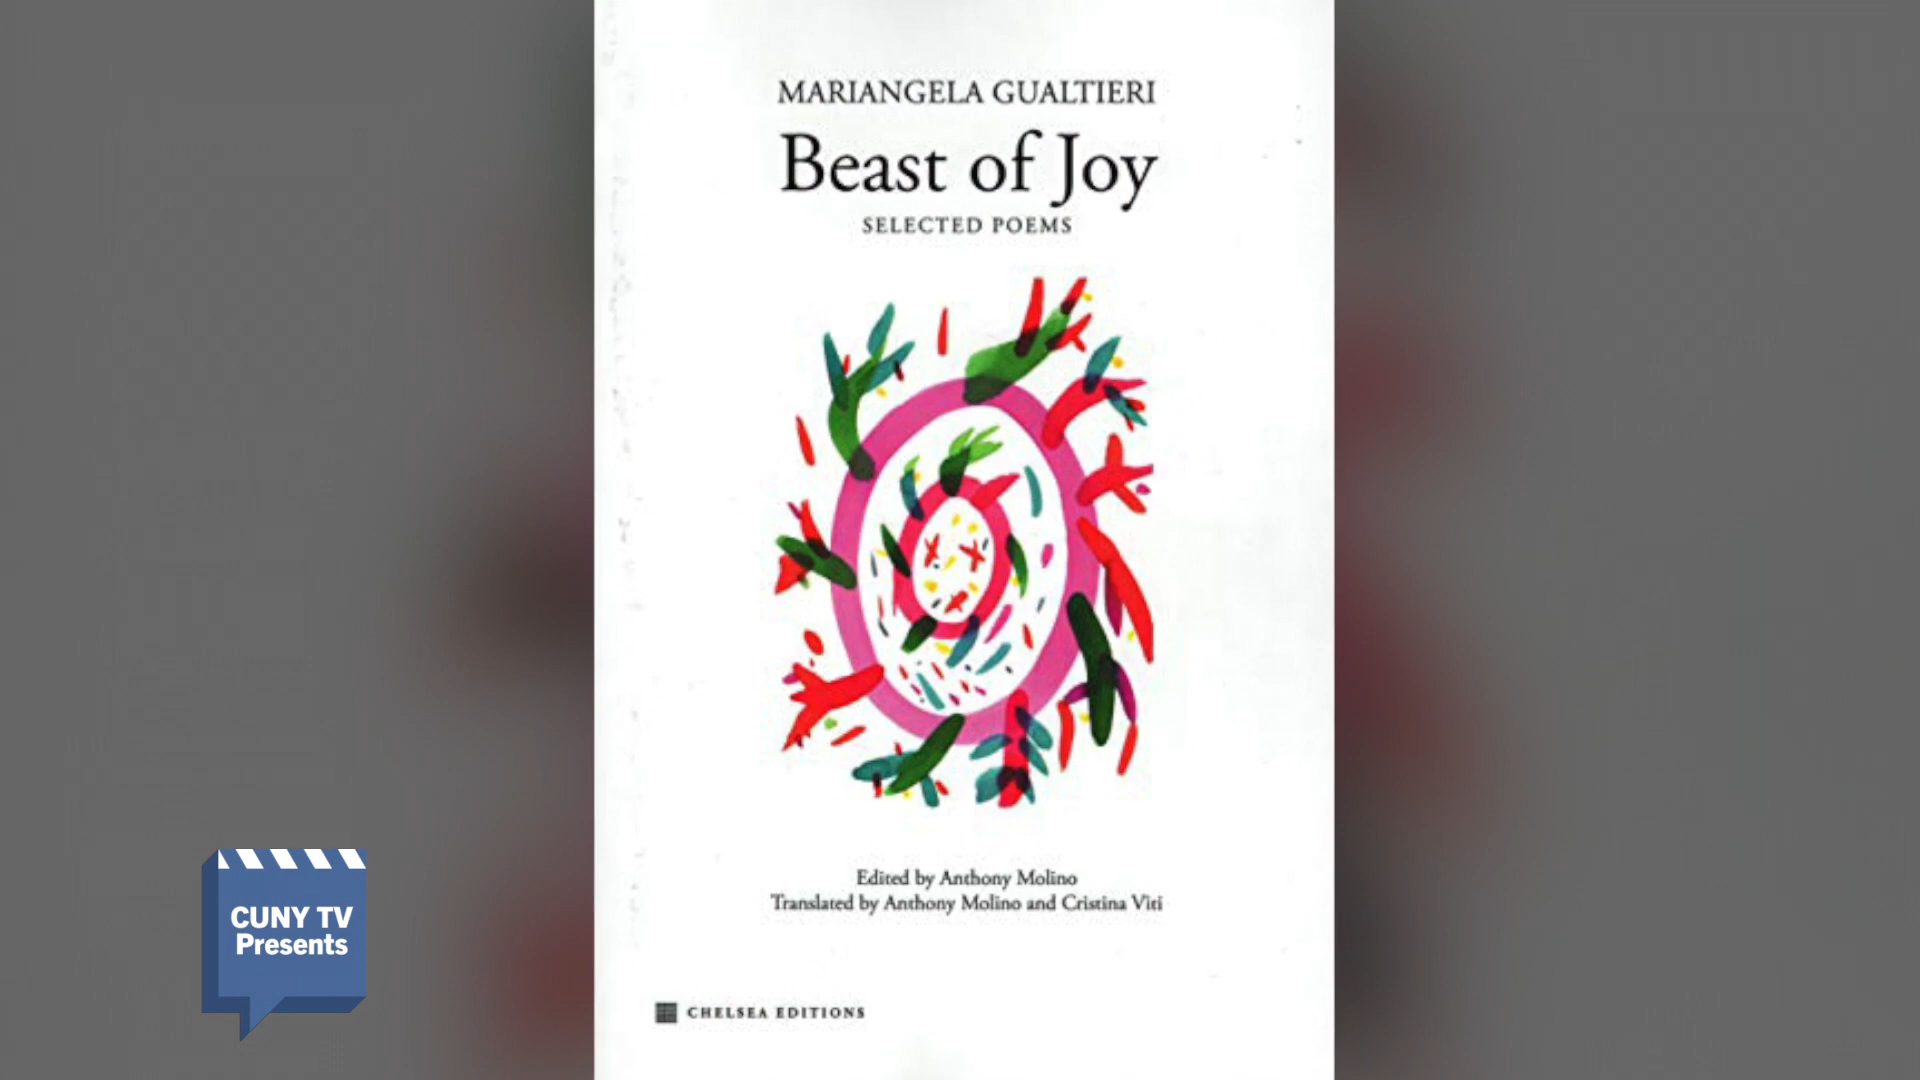 MARIANGELA GUALTIERI
Beast of Joy
SELECTED POEMS
Edited by Anthony Molino
Translated by Anthony Molino and Cristina Viti
CHELSEA EDITIONS
CUNY TV
Presents